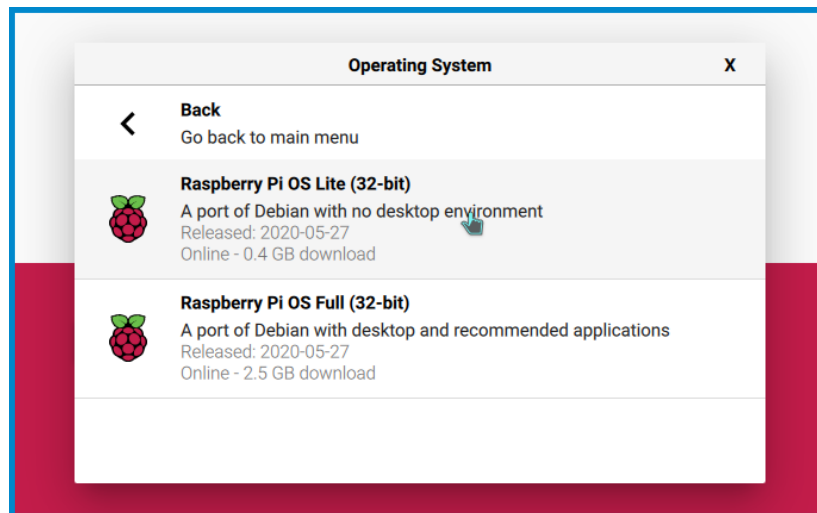 Operating System X
Back
Go back to main menu
Raspberry Pi OS Lite (32-bit)
A port of Debian with no desktop environment
Released: 2020-05-27
Online - 0.4 GB download
Raspberry Pi OS Full (32-bit)
A port of Debian with desktop and recommended applications
Released: 2020-05-27
Online - 2.5 GB download